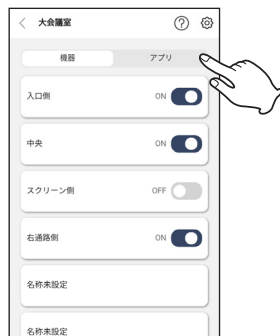 大会議室
機器 アプリ
入口側 ON
中央 ON
スクリーン側 OFF
右通路側 ON
名称未設定
名称未設定